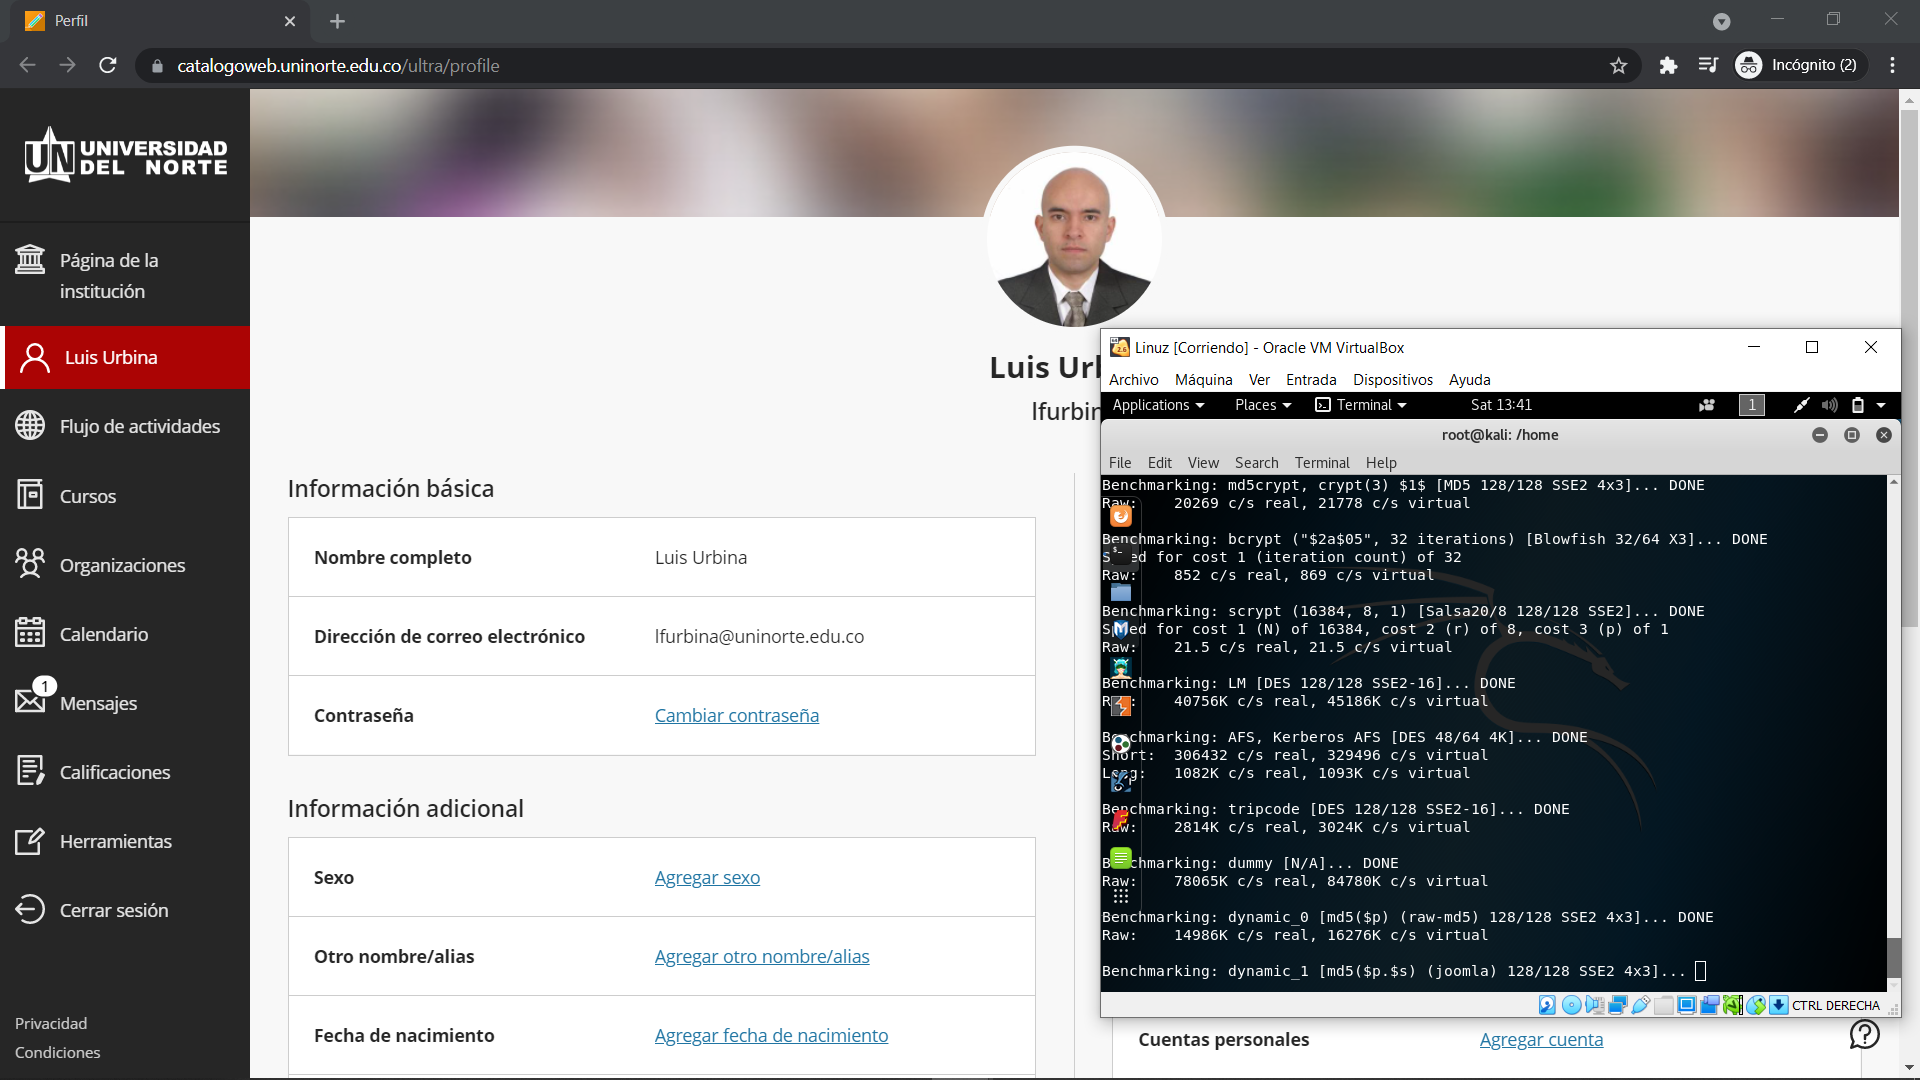 Perfil
catalogoweb.uninorte.edu.co/ultra/profile
Incógnito (2)
UN UNIVERSIDAD
DEL NORTE
Página de la
institución
Luis Urbina
Flujo de actividades
Cursos
Organizaciones
Calendario
1
Mensajes
Calificaciones
Herramientas
Cerrar sesión
Privacidad
Condiciones
Luis Ur
lfurbin
Información básica
Nombre completo Luis Urbina
Dirección de correo electrónico lfurbina@uninorte.edu.co
Contraseña Cambiar contraseña
Información adicional
Sexo Agregar sexo
Otro nombre/alias Agregar otro nombre/alias
Fecha de nacimiento Agregar fecha de nacimiento
Cuentas personales Agregar cuenta
Linuz [Corriendo] - Oracle VM VirtualBox
Archivo Máquina Ver Entrada Dispositivos Ayuda
Applications Places Terminal Sat 13:41 1
root@kali: /home
File Edit View Search Terminal Help
Benchmarking: md5crypt, crypt(3) $1$ [MD5 128/128 SSE2 4x3]... DONE
Raw: 20269 c/s real, 21778 c/s virtual
Benchmarking: bcrypt ("$2a$05", 32 iterations) [Blowfish 32/64 X3]... DONE
Speed for cost 1 (iteration count) of 32
Raw: 852 c/s real, 869 c/s virtual
Benchmarking: scrypt (16384, 8, 1) [Salsa20/8 128/128 SSE2]... DONE
Speed for cost 1 (N) of 16384, cost 2 (r) of 8, cost 3 (p) of 1
Raw: 21.5 c/s real, 21.5 c/s virtual
Benchmarking: LM [DES 128/128 SSE2-16]... DONE
Raw: 40756K c/s real, 45186K c/s virtual
Benchmarking: AFS, Kerberos AFS [DES 48/64 4K]... DONE
Short: 306432 c/s real, 329496 c/s virtual
Long: 1082K c/s real, 1093K c/s virtual
Benchmarking: tripcode [DES 128/128 SSE2-16]... DONE
Raw: 2814K c/s real, 3024K c/s virtual
Benchmarking: dummy [N/A]... DONE
Raw: 78065K c/s real, 84780K c/s virtual
Benchmarking: dynamic_0 [md5($p) (raw-md5) 128/128 SSE2 4x3]... DONE
Raw: 14986K c/s real, 16276K c/s virtual
Benchmarking: dynamic_1 [md5($p.$s) (joomla) 128/128 SSE2 4x3]...
CTRL DERECHA